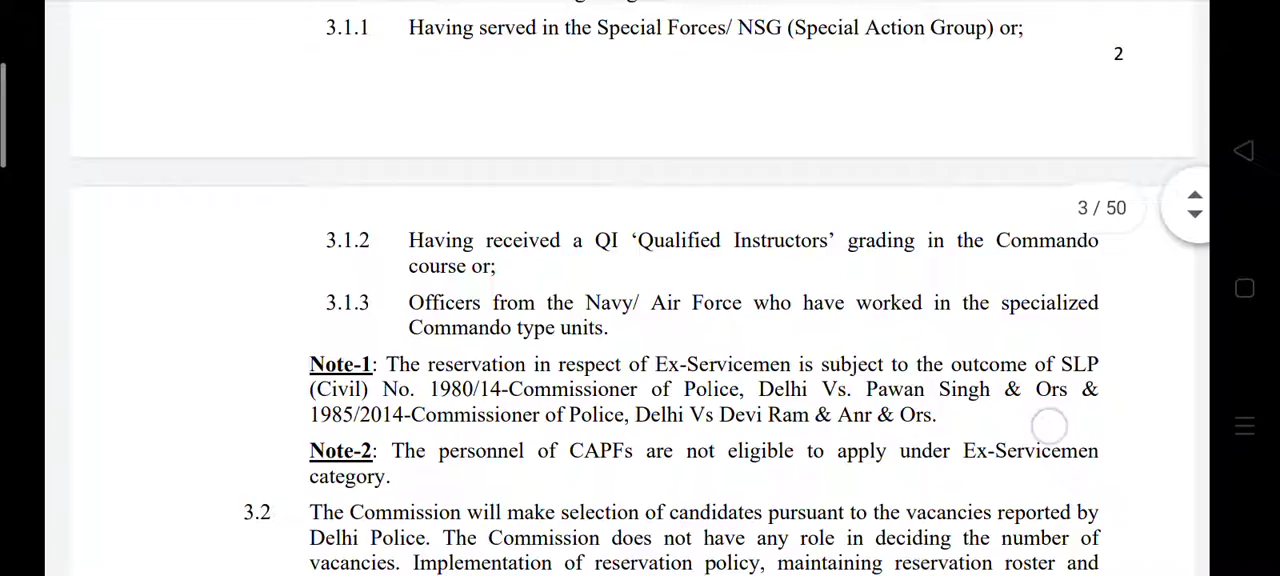 3.1.1 Having served in the Special Forces/ NSG (Special Action Group) or;
2
3 / 50
3.1.2 Having received a QI ‘Qualified Instructors’ grading in the Commando
course or;
3.1.3 Officers from the Navy/ Air Force who have worked in the specialized
Commando type units.
Note-1: The reservation in respect of Ex-Servicemen is subject to the outcome of SLP
(Civil) No. 1980/14-Commissioner of Police, Delhi Vs. Pawan Singh & Ors &
1985/2014-Commissioner of Police, Delhi Vs Devi Ram & Anr & Ors.
Note-2: The personnel of CAPFs are not eligible to apply under Ex-Servicemen
category.
3.2 The Commission will make selection of candidates pursuant to the vacancies reported by
Delhi Police. The Commission does not have any role in deciding the number of
vacancies. Implementation of reservation policy, maintaining reservation roster and